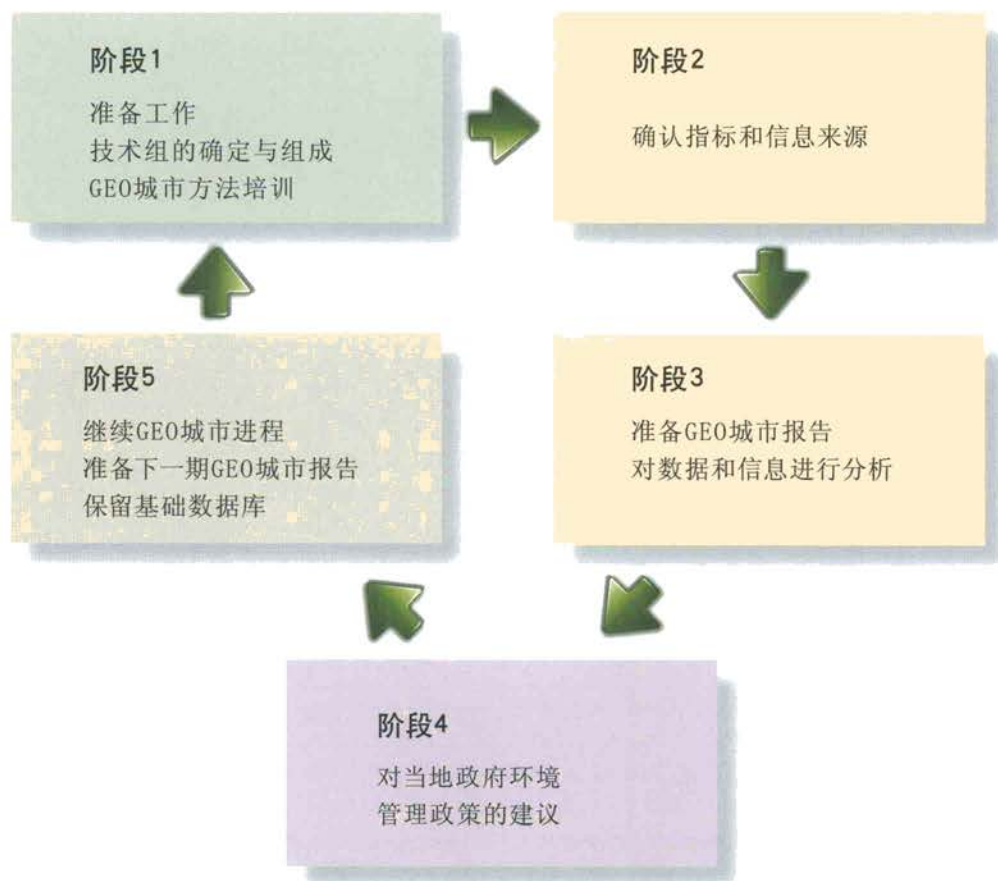 阶段1
准备工作
技术组的确定与组成
GEO城市方法培训
阶段2
确认指标和信息来源
阶段3
准备GEO城市报告
对数据和信息进行分析
阶段4
对当地政府环境
管理政策的建议
阶段5
继续GEO城市进程
准备下一期GEO城市报告
保留基础数据库